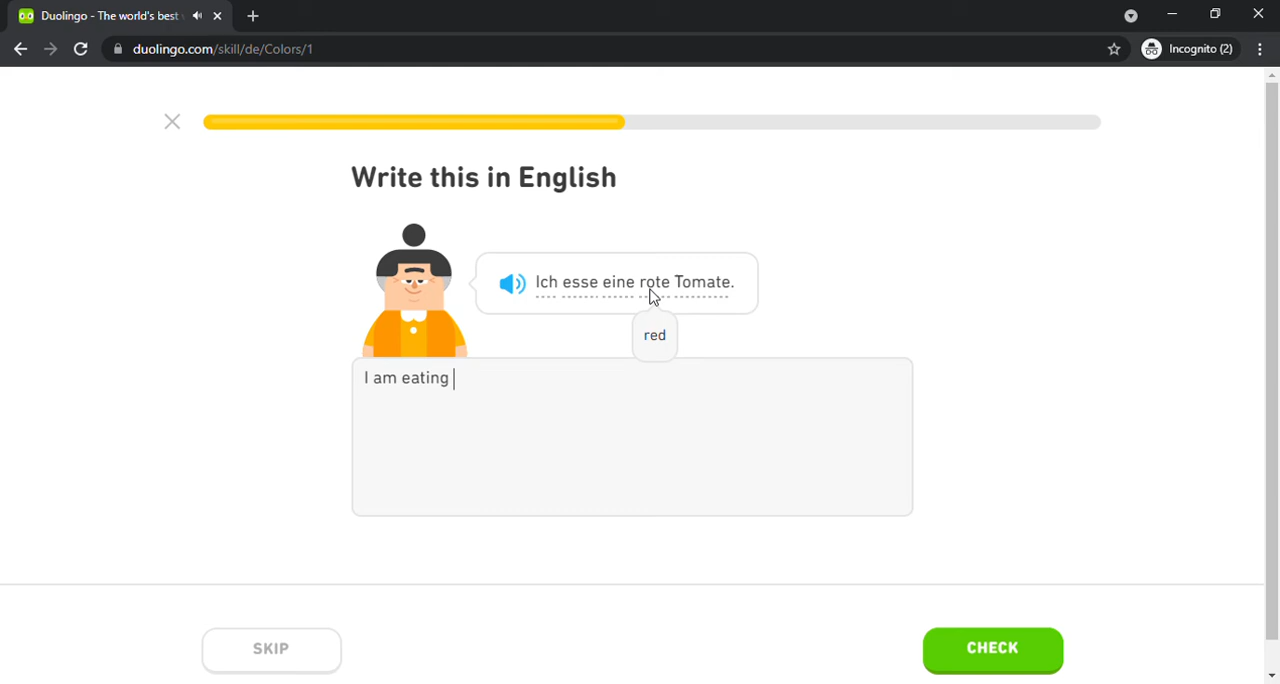 Duolingo - The world's best
duolingo.com/skill/de/Colors/1
Incognito (2)
Write this in English
Ich esse eine rote Tomate.
red
I am eating
SKIP
CHECK